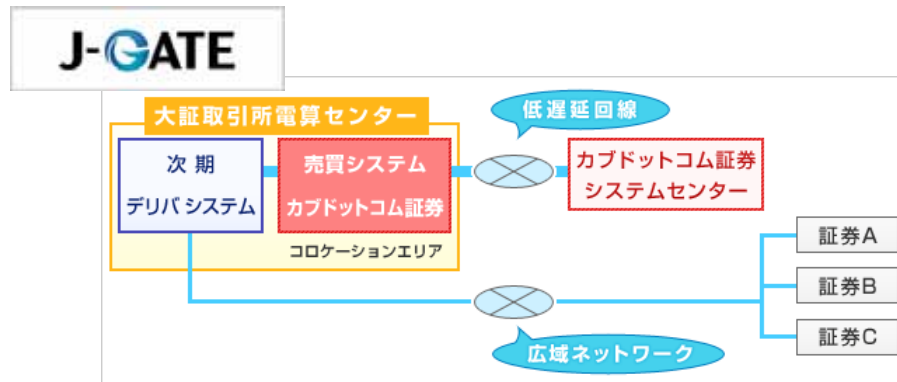 J-GATE
大証取引所電算センター
低遅延回線
次 期
デリバ システム
売買システム
カブドットコム証券
カブドットコム証券
システムセンター
コロケーションエリア
証券A
証券B
証券C
広域ネットワーク